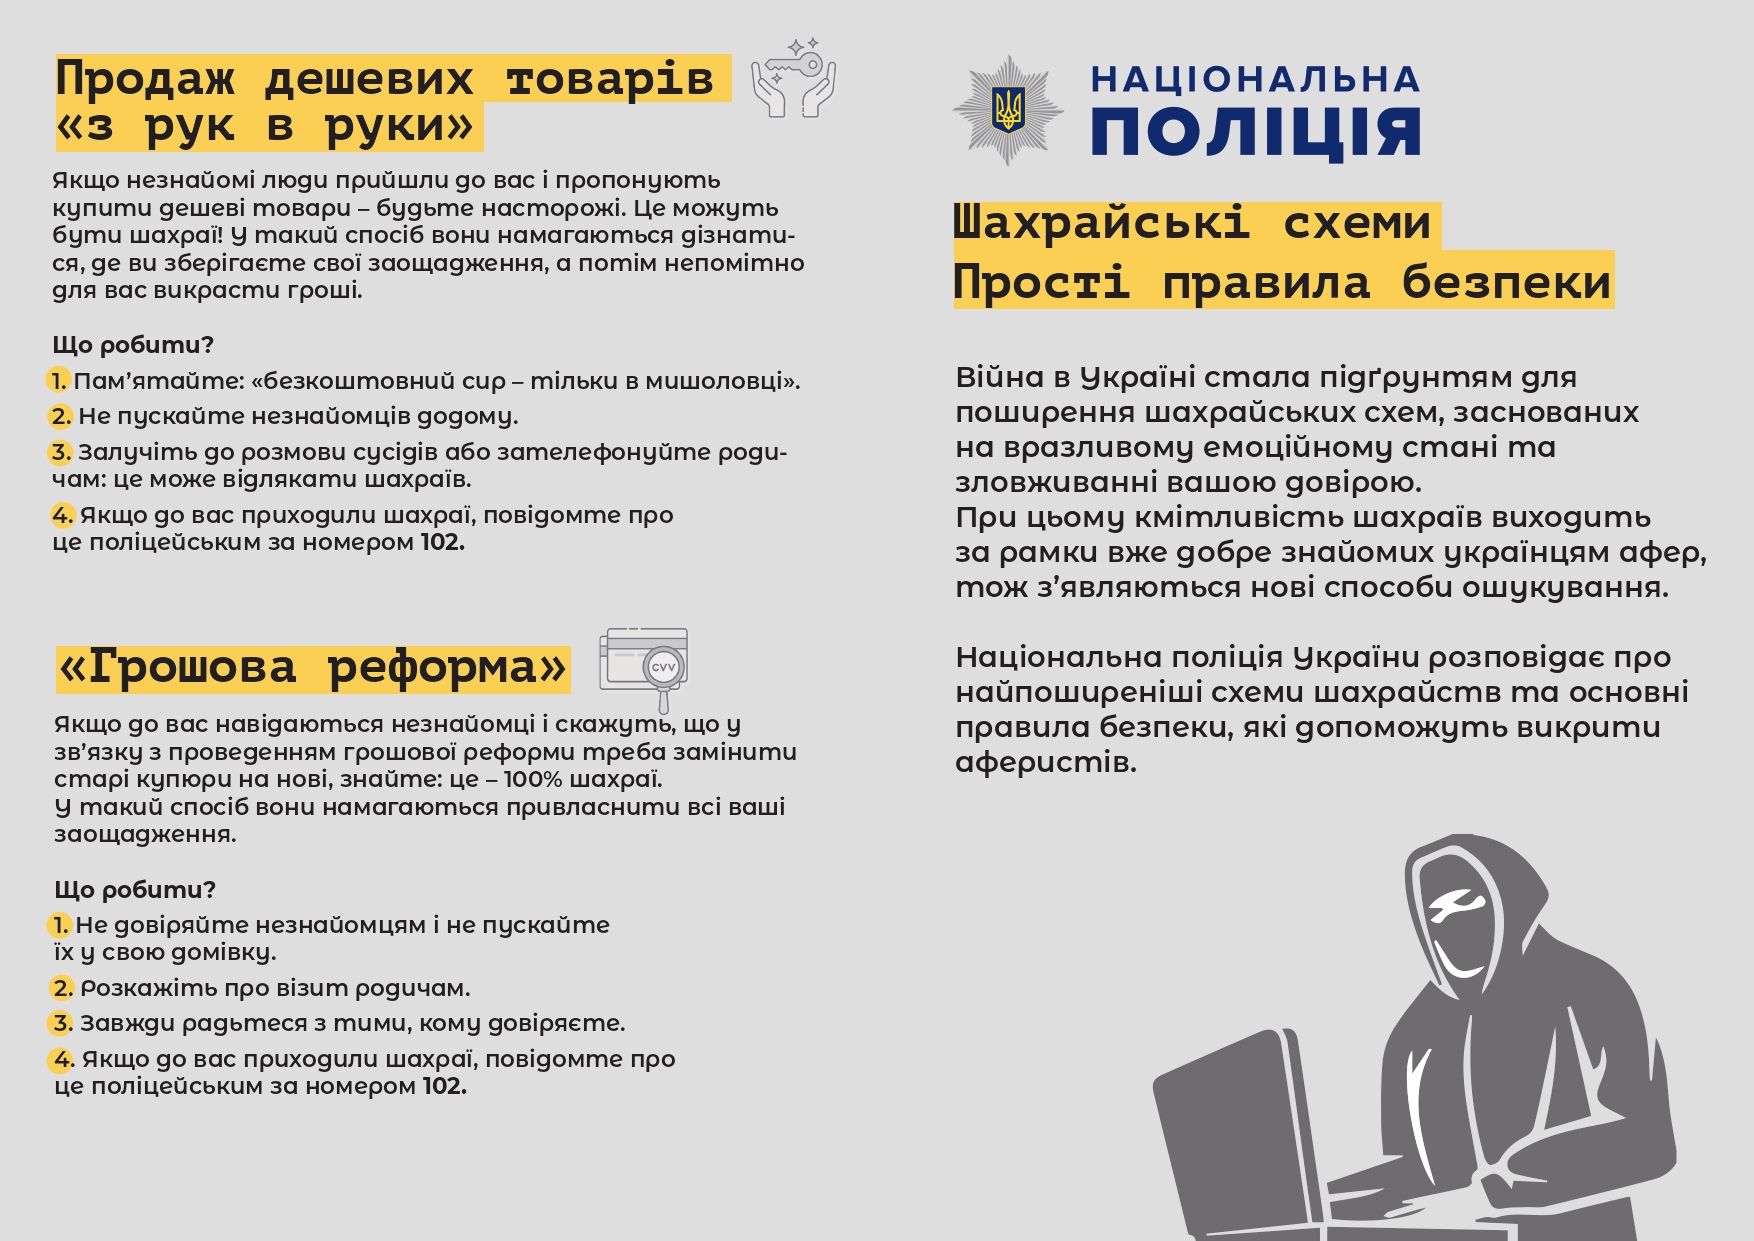 Продаж дешевих товарів
«з рук в руки»
Якщо незнайомі люди прийшли до вас і пропонують
купити дешеві товари – будьте насторожі. Це можуть
бути шахраї! У такий спосіб вони намагаються дізнати-
ся, де ви зберігаєте свої заощадження, а потім непомітно
для вас викрасти гроші.
Що робити?
1. Пам’ятайте: «безкоштовний сир – тільки в мишоловці».
2. Не пускайте незнайомців додому.
3. Залучіть до розмови сусідів або зателефонуйте роди-
чам: це може відлякати шахраїв.
4. Якщо до вас приходили шахраї, повідомте про
це поліцейським за номером 102.
«Грошова реформа»
CVV
Якщо до вас навідаються незнайомці і скажуть, що у
зв’язку з проведенням грошової реформи треба замінити
старі купюри на нові, знайте: це – 100% шахраї.
У такий спосіб вони намагаються привласнити всі ваші
заощадження.
Що робити?
1. Не довіряйте незнайомцям і не пускайте
їх у свою домівку.
2. Розкажіть про візит родичам.
3. Завжди радьтеся з тими, кому довіряєте.
4. Якщо до вас приходили шахраї, повідомте про
це поліцейським за номером 102.
НАЦІОНАЛЬНА
ПОЛІЦІЯ
Шахрайські схеми
Прості правила безпеки
Війна в Україні стала підґрунтям для
поширення шахрайських схем, заснованих
на вразливому емоційному стані та
зловживанні вашою довірою.
При цьому кмітливість шахраїв виходить
за рамки вже добре знайомих українцям афер,
тож з’являються нові способи ошукування.
Національна поліція України розповідає про
найпоширеніші схеми шахрайств та основні
правила безпеки, які допоможуть викрити
аферистів.